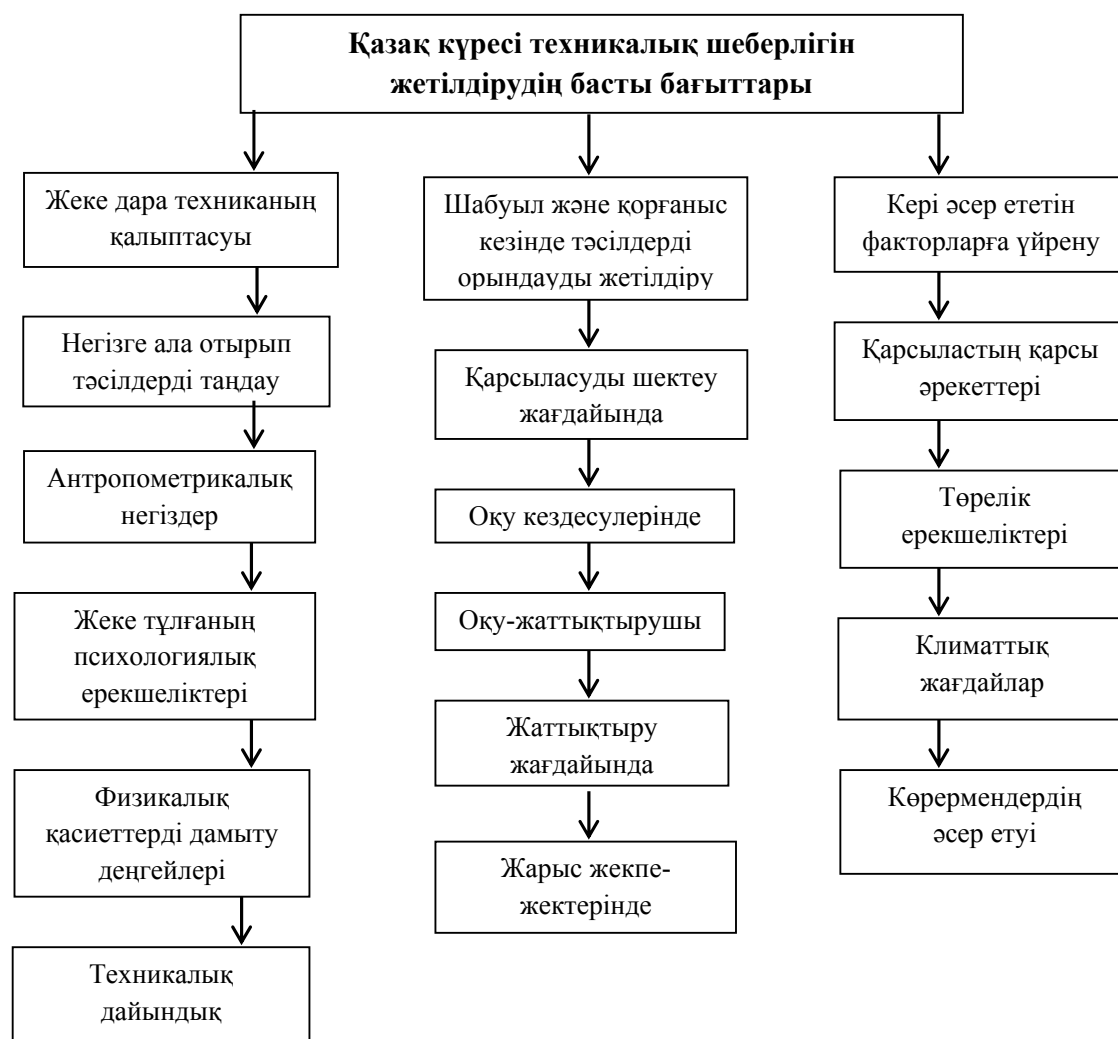 Қазақ күресі техникалық шеберлігін
жетілдірудің басты бағыттары
Жеке дара техниканың
қалыптасуы
Негізге ала отырып
тәсілдерді таңдау
Антропометрикалық
негіздер
Жеке тұлғаның
психологиялық
ерекшеліктері
Физикалық
қасиеттерді дамыту
деңгейлері
Техникалық
дайындық
Шабуыл және қорғаныс
кезінде тәсілдерді
орындауды жетілдіру
Қарсыласуды шектеу
жағдайында
Оқу кездесулерінде
Оқу-жаттықтырушы
Жаттықтыру
жағдайында
Жарыс жекпе-
жектерінде
Кері әсер ететін
факторларға үйрену
Қарсыластың қарсы
әрекеттері
Төрелік
ерекшеліктері
Климаттық
жағдайлар
Көрермендердің
әсер етуі